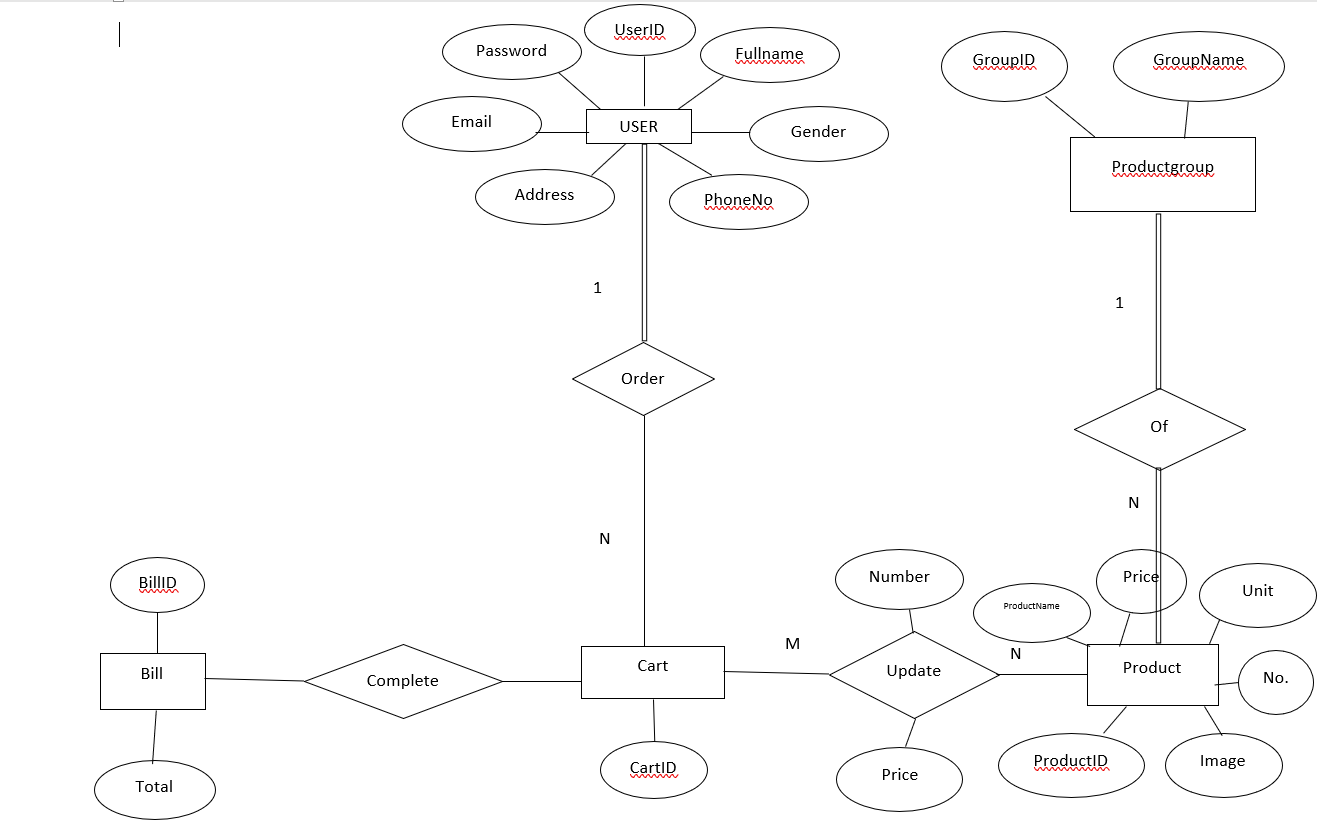 UserID
Password
Fullname
GroupID
GroupName
Email
USER
Gender
Productgroup
Address
PhoneNo
1
1
Order
Of
N
N
BillID
Number
Price
Unit
ProductName
M
N
Bill
Complete
Cart
Update
Product
No.
CartID
ProductID
Image
Total
Price